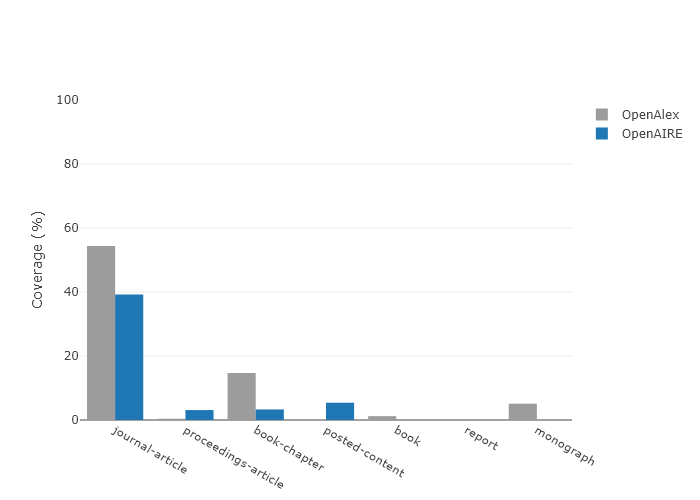 100
80
60
40
20
0
Coverage (%)
journal-article
proceedings-article
book-chapter
posted-content
book
report
monograph
OpenAlex
OpenAIRE